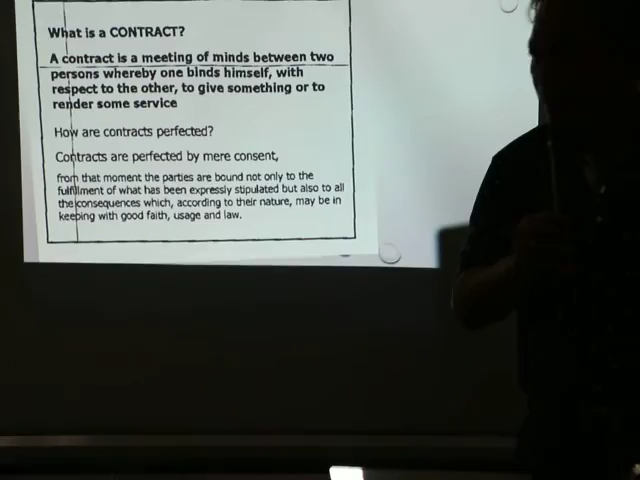 What is a CONTRACT?
A contract is a meeting of minds between two
persons whereby one binds himself, with
respect to the other, to give something or to
render some service
How are contracts perfected?
Contracts are perfected by mere consent,
from that moment the parties are bound not only to the
fulfillment of what has been expressly stipulated but also to all
the consequences which, according to their nature, may be in
keeping with good faith, usage and law.